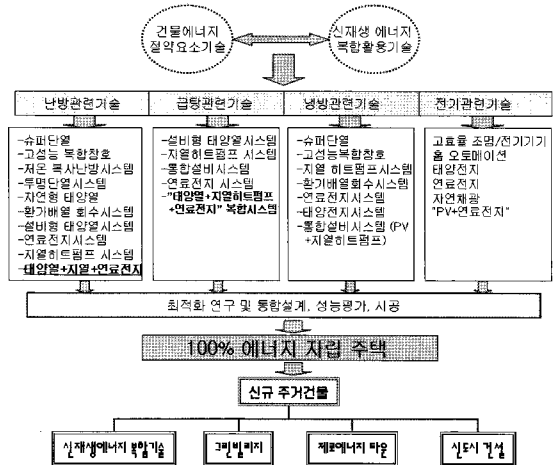 건물에너지
절약요소기술
신재생 에너지
복합활용기술
난방관련기술
급탕관련기술
냉방관련기술
전기관련기술
-슈퍼단열
-고성능 복합창호
-저온 복사난방시스템
-투명단열시스템
-자연형 태양열
-환기배열 회수시스템
-설비형 태양열시스템
-연료전지시스템
-지열히트펌프 시스템
-태양열+지열+연료전지
-설비형 태양열시스템
-지열히트펌프 시스템
-통합설비시스템
-연료전지 시스템
-"태양열+지열히트펌프
+연료전지" 복합시스템
-슈퍼단열
-고성능복합창호
-지열 히트펌프시스템
-환기배열회수시스템
-연료전지시스템
-태양전지시스템
-통합설비시스템 (PV
+지열히트펌프)
고효율 조명/전기기기
홈 오토메이션
태양전지
연료전지
자연채광
"PV+연료전지"
최적화 연구 및 통합설계, 성능평가, 시공
100% 에너지 자립 주택
신규 주거건물
신재생에너지 복합기술
그린빌리지
제로에너지 타운
신도시 건설